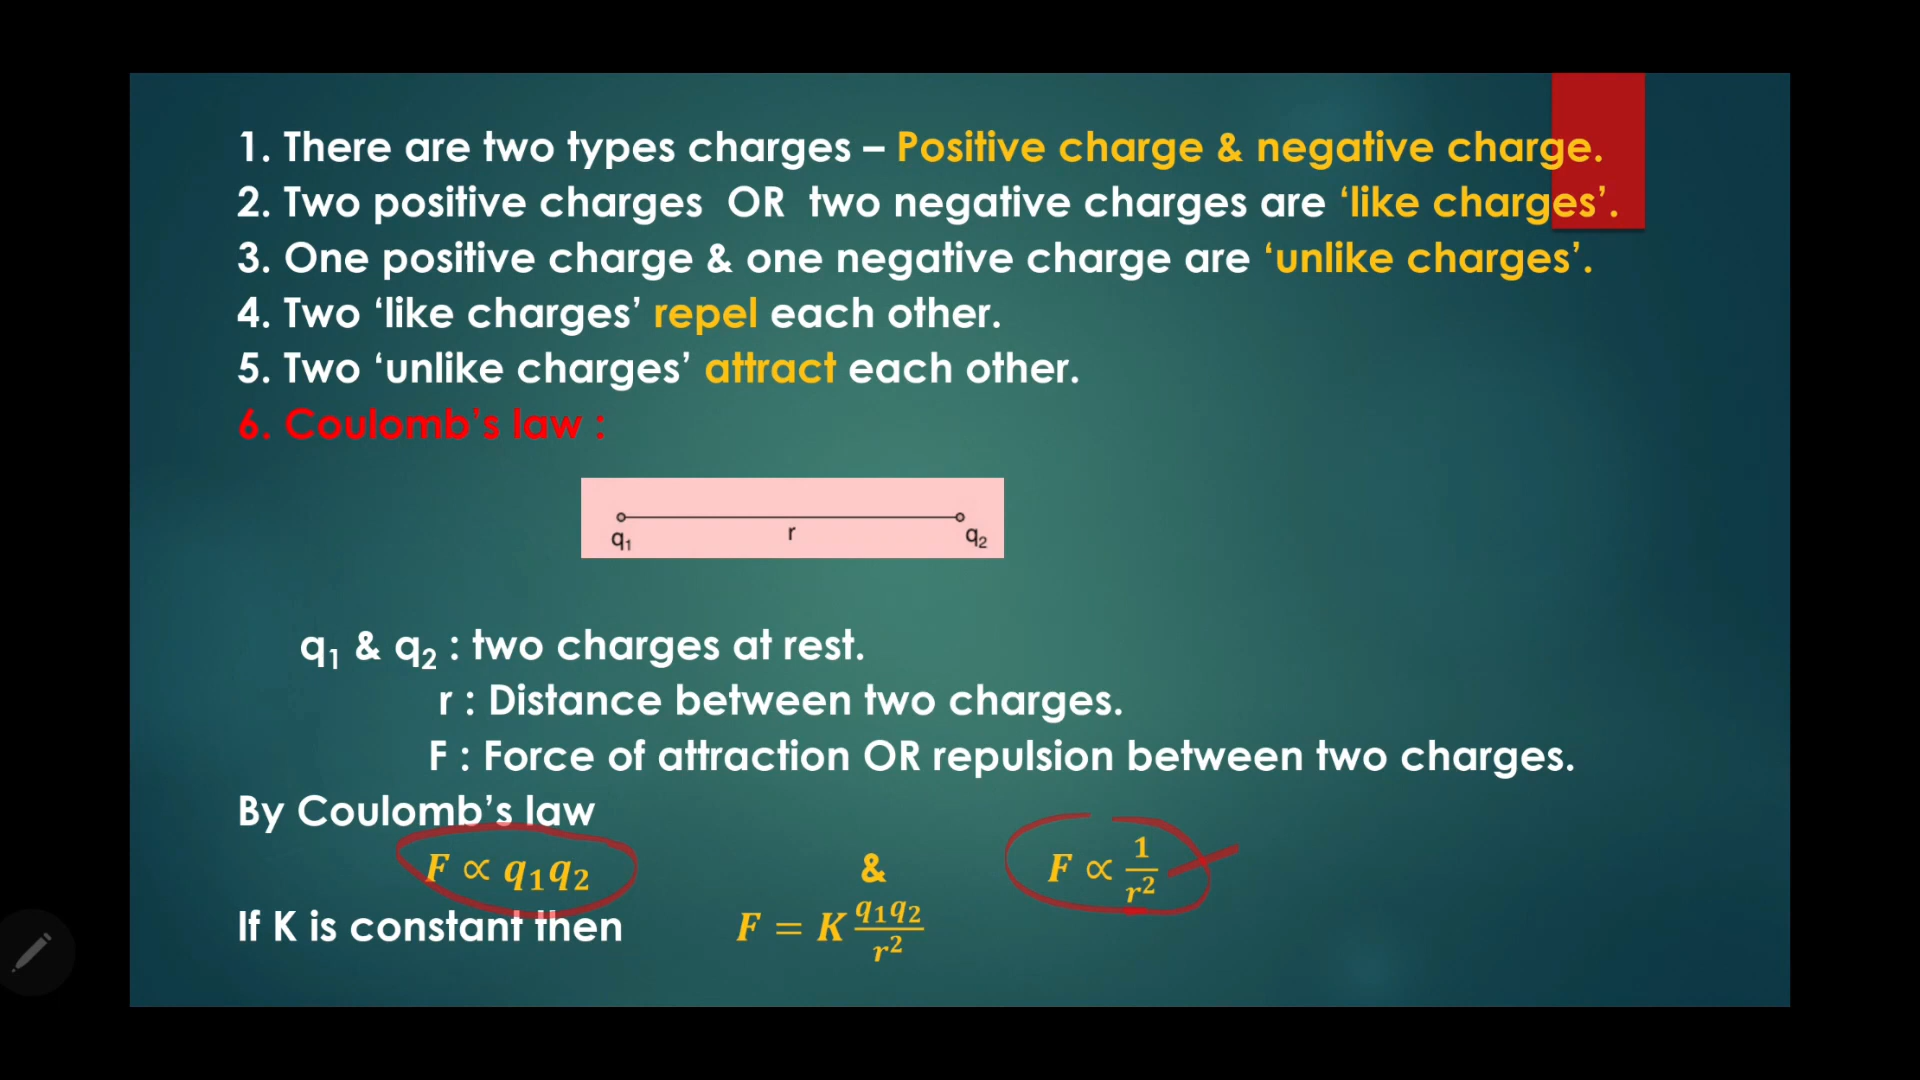 1. There are two types charges – Positive charge & negative charge.
2. Two positive charges OR two negative charges are ‘like charges’.
3. One positive charge & one negative charge are ‘unlike charges’.
4. Two ‘like charges’ repel each other.
5. Two ‘unlike charges’ attract each other.
6. Coulomb’s law :
q₁ r q₂
q₁ & q₂ : two charges at rest.
r : Distance between two charges.
F : Force of attraction OR repulsion between two charges.
By Coulomb’s law
F ∝ q₁q₂ & F ∝ 1/r²
If K is constant then F = K q₁q₂/r²